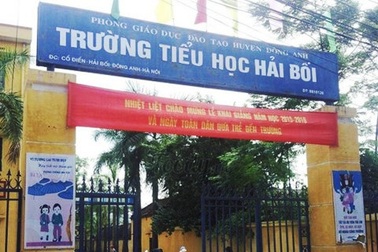 PHÒNG GIÁO DỤC ĐÀO TẠO HUYỆN ĐÔNG ANH
TRƯỜNG TIỂU HỌC HẢI BỐI
ĐC: CỔ ĐIỂN - HẢI BỐI - ĐÔNG ANH - HÀ NỘI
NHIỆT LIỆT CHÀO MỪNG LỄ KHAI GIẢNG NĂM HỌC 2015-2016
VÀ NGÀY TOÀN DÂN ĐƯA TRẺ ĐẾN TRƯỜNG